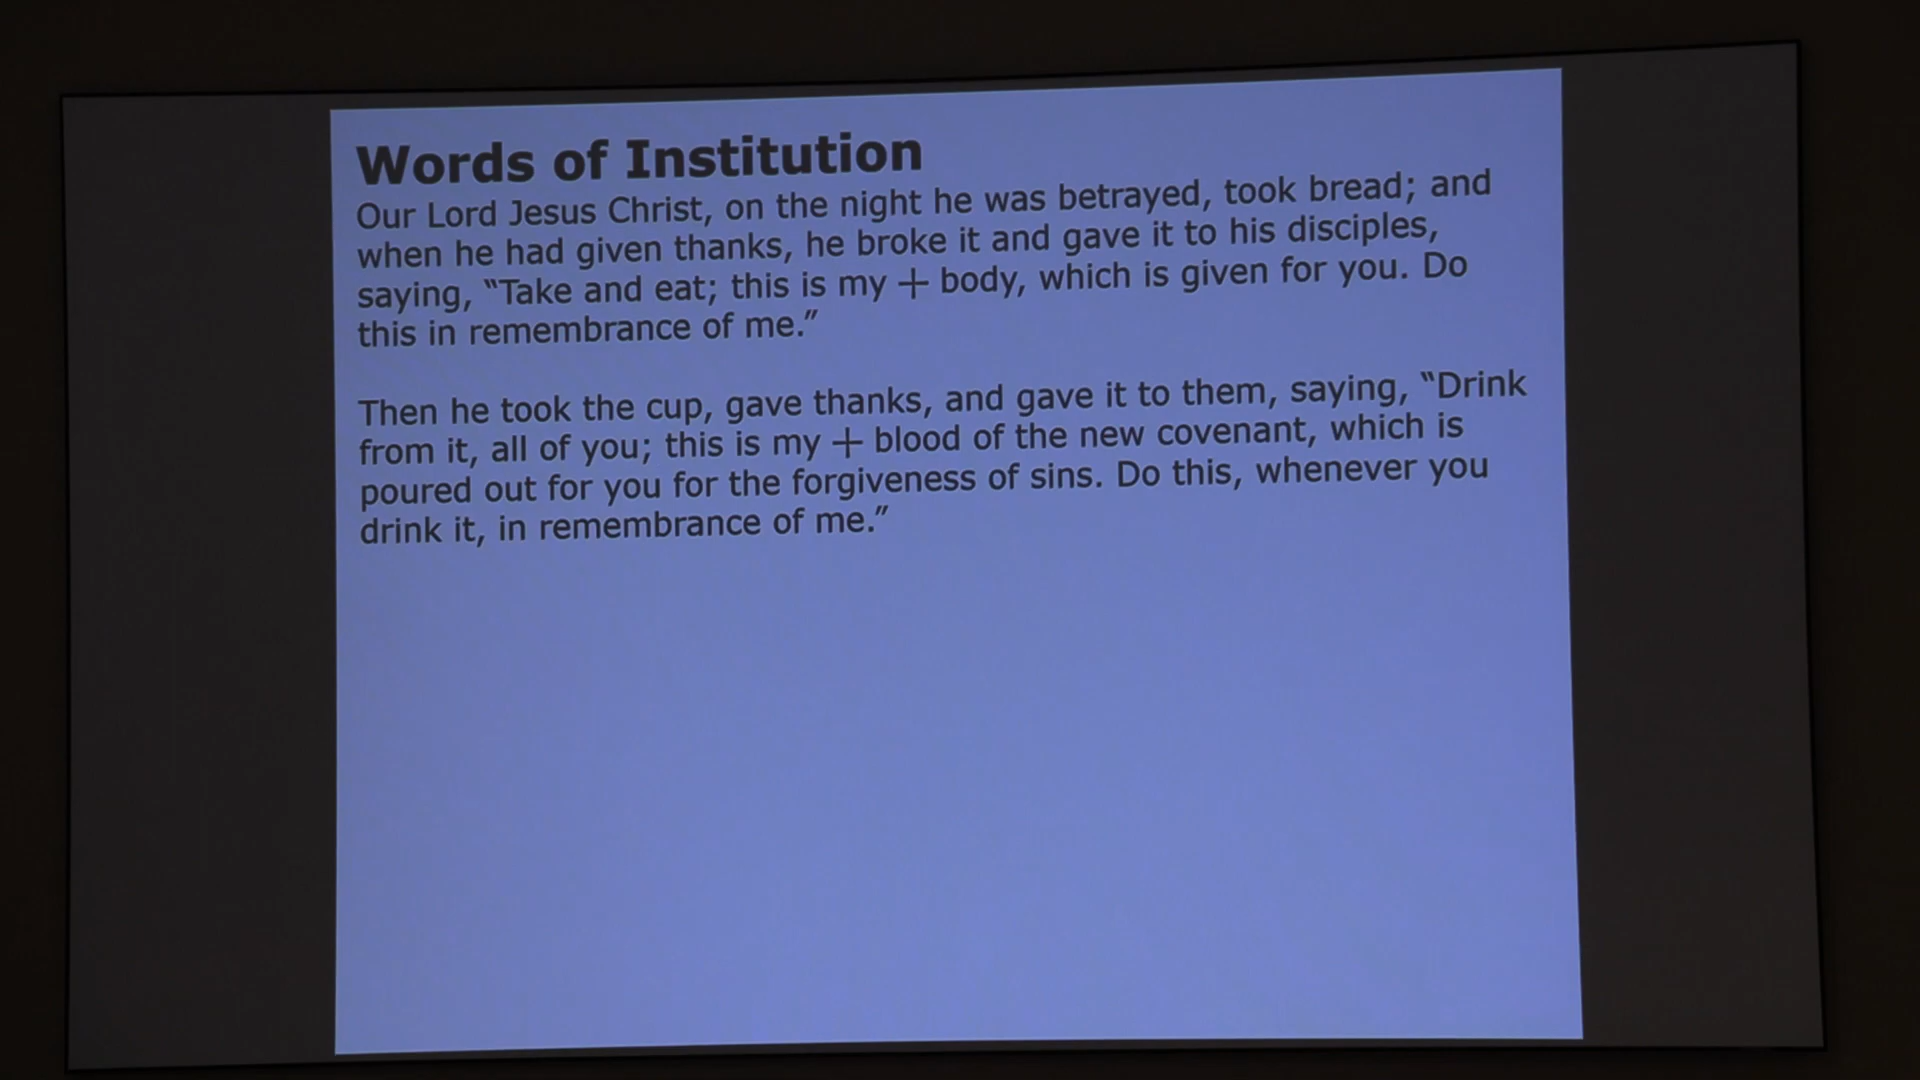 Words of Institution
Our Lord Jesus Christ, on the night he was betrayed, took bread; and
when he had given thanks, he broke it and gave it to his disciples,
saying, “Take and eat; this is my + body, which is given for you. Do
this in remembrance of me.”
Then he took the cup, gave thanks, and gave it to them, saying, “Drink
from it, all of you; this is my + blood of the new covenant, which is
poured out for you for the forgiveness of sins. Do this, whenever you
drink it, in remembrance of me.”